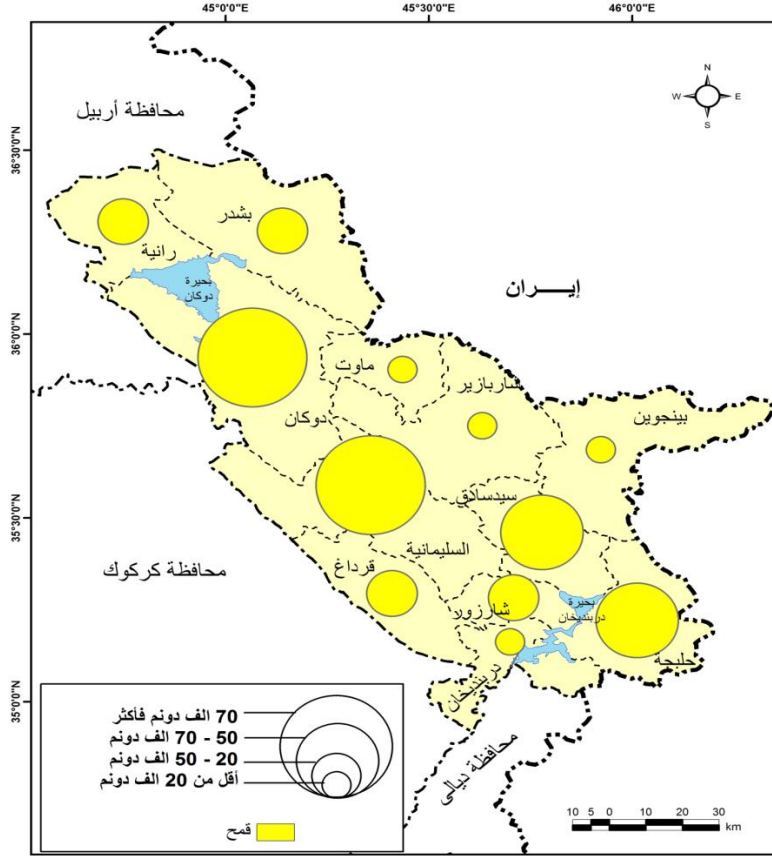 45°0'0"E 45°30'0"E 46°0'0"E
N
W E
S
محافظة أربيل
36°30'0"N
بشدر
رانية
بحيرة
دوكان
إيـــران
36°0'0"N
ماوت
شاربازير
بينجوين
دوكان
سيدسادق
35°30'0"N
السليمانية
قرداغ
محافظة كركوك
بحيرة
دربنديخان
شارزور
حلبجة
دربنديخان
35°0'0"N
محافظة ديالى
70 الف دونم فأكثر
50 - 70 الف دونم
20 - 50 الف دونم
أقل من 20 الف دونم
قمح
10 5 0 10 20 30
km